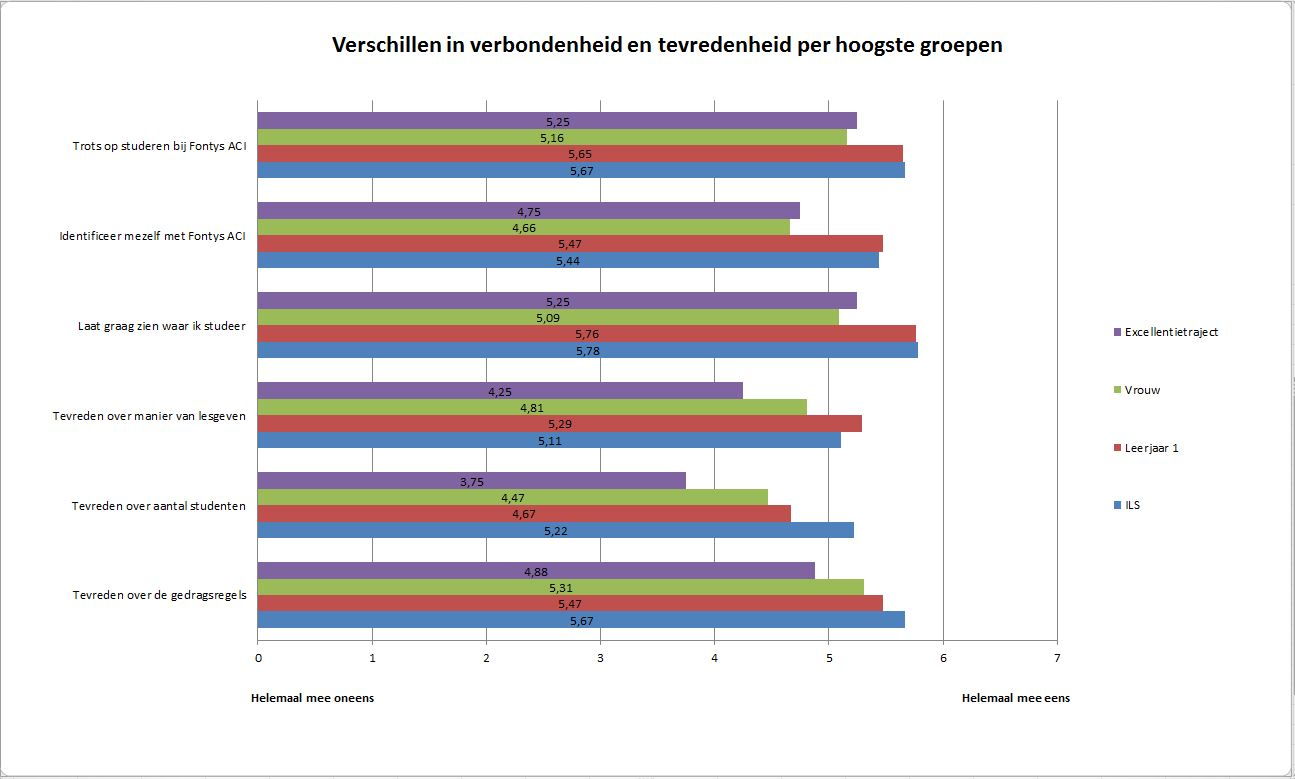 Verschillen in verbondenheid en tevredenheid per hoogste groepen
Trots op studeren bij Fontys ACI
5,25
5,16
5,65
5,67
Identificeer mezelf met Fontys ACI
4,75
4,66
5,47
5,44
Laat graag zien waar ik studeer
5,25
5,09
5,76
5,78
Tevreden over manier van lesgeven
4,25
4,81
5,29
5,11
Tevreden over aantal studenten
3,75
4,47
4,67
5,22
Tevreden over de gedragsregels
4,88
5,31
5,47
5,67
0 1 2 3 4 5 6 7
Helemaal mee oneens Helemaal mee eens
Excellentietraject
Vrouw
Leerjaar 1
ILS